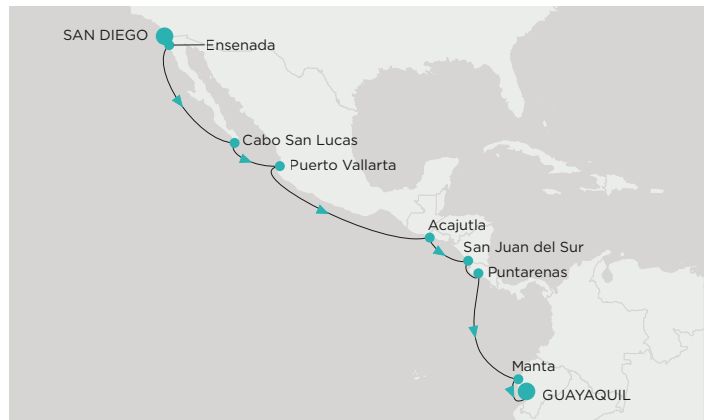 SAN DIEGO
Ensenada
Cabo San Lucas
Puerto Vallarta
Acajutla
San Juan del Sur
Puntarenas
Manta
GUAYAQUIL